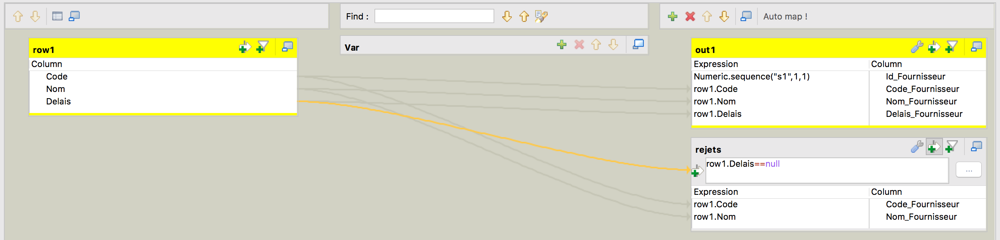 Find :
Auto map !
row1
Column
Code
Nom
Delais
Var
out1
Expression Column
Numeric.sequence("s1",1,1) Id_Fournisseur
row1.Code Code_Fournisseur
row1.Nom Nom_Fournisseur
row1.Delais Delais_Fournisseur
rejets
row1.Delais==null
...
Expression Column
row1.Code Code_Fournisseur
row1.Nom Nom_Fournisseur